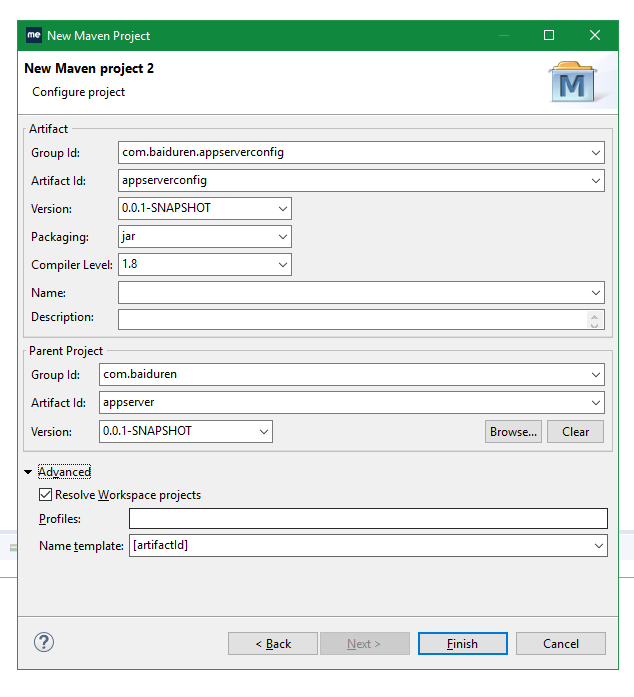 me New Maven Project
New Maven project 2
Configure project
M
Artifact
Group Id: com.baiduren.appserverconfig
Artifact Id: appserverconfig
Version: 0.0.1-SNAPSHOT
Packaging: jar
Compiler Level: 1.8
Name:
Description:
Parent Project
Group Id: com.baiduren
Artifact Id: appserver
Version: 0.0.1-SNAPSHOT Browse... Clear
Advanced
Resolve Workspace projects
Profiles:
Name template: [artifactId]
? < Back Next > Finish Cancel